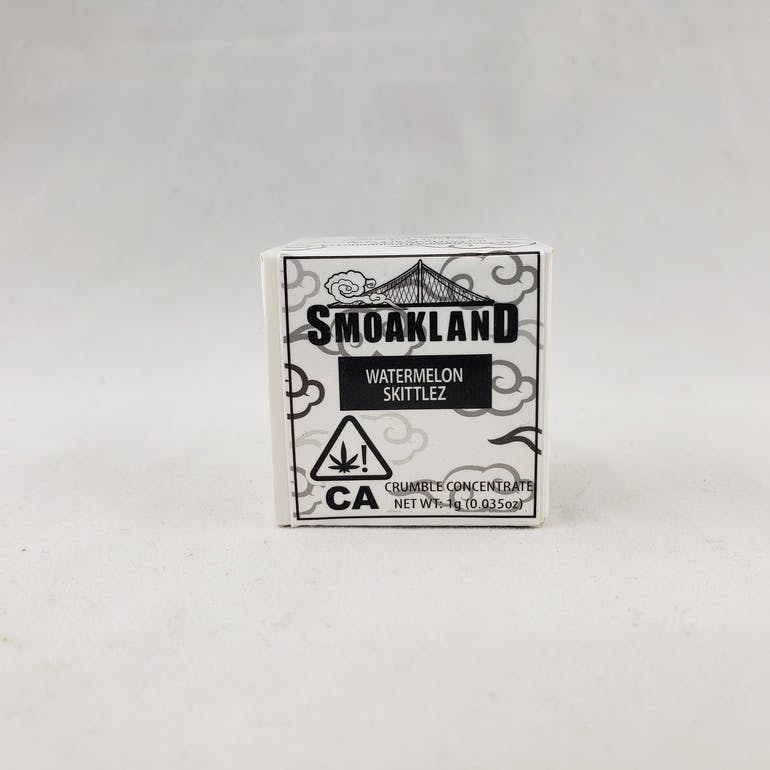 SMOAKLAND
WATERMELON
SKITTLEZ
!
CA
CRUMBLE CONCENTRATE
NET WT: 1g (0.035oz)